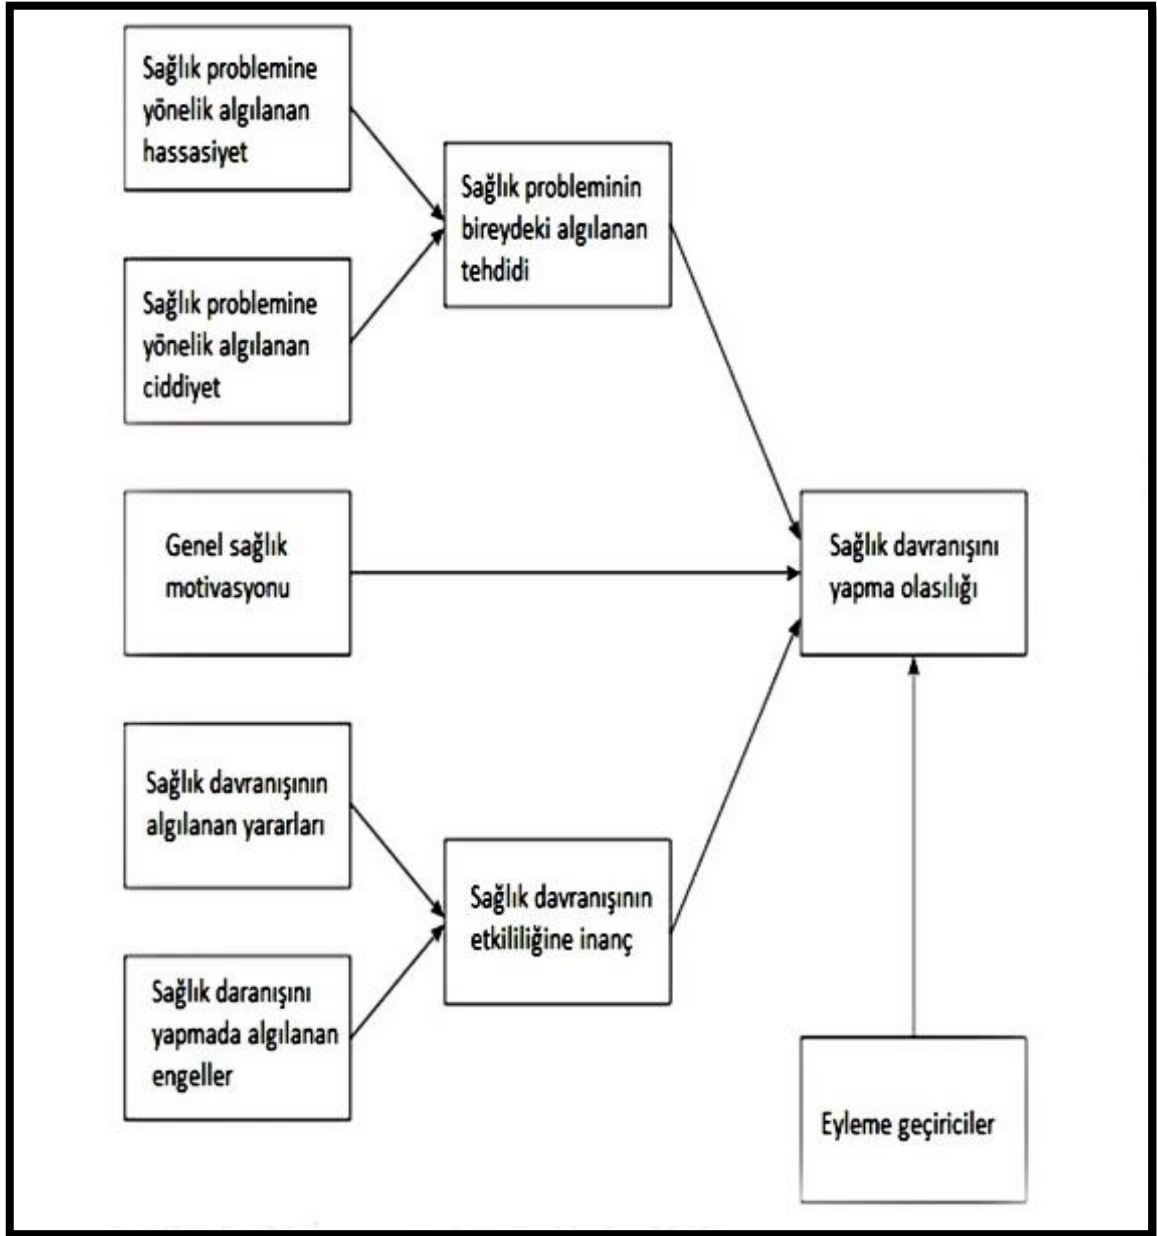 Sağlık problemine
yönelik algılanan
hassasiyet
Sağlık probleminin
bireydeki algılanan
tehdidi
Sağlık problemine
yönelik algılanan
ciddiyet
Genel sağlık
motivasyonu
Sağlık davranışını
yapma olasılığı
Sağlık davranışının
algılanan yararları
Sağlık davranışının
etkililiğine inanç
Sağlık daranışını
yapmada algılanan
engeller
Eyleme geçiriciler